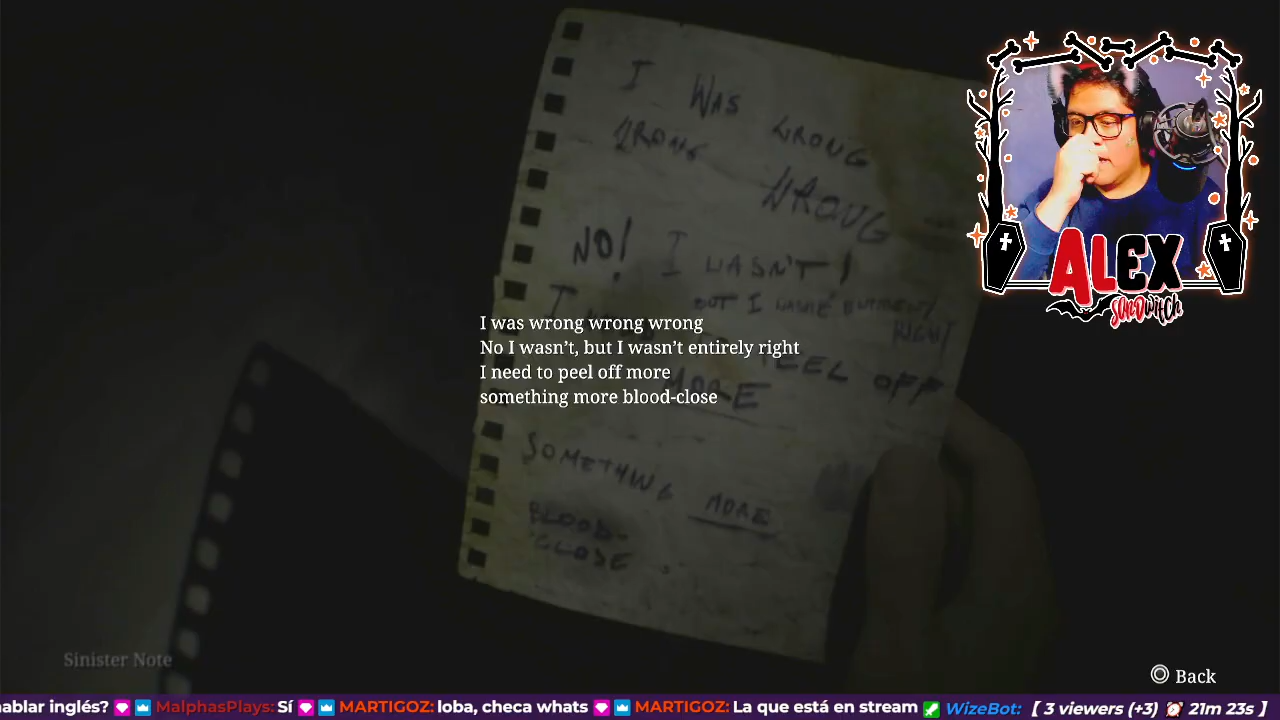 I WAS WRONG
WRONG
WRONG
NO! I WASN'T!
BUT I WASN'T ENTIRELY
RIGHT
I PEEL OFF
MORE
SOMETHING MORE
BLOOD-
CLOSE.
I was wrong wrong wrong
No I wasn't, but I wasn't entirely right
I need to peel off more
something more blood-close
ALEX
Sinister Note
Back
hablar inglés? MalphasPlays: Sí MARTIGOZ: loba, checa whats MARTIGOZ: La que está en stream WizeBot: [ 3 viewers (+3) 21m 23s ]